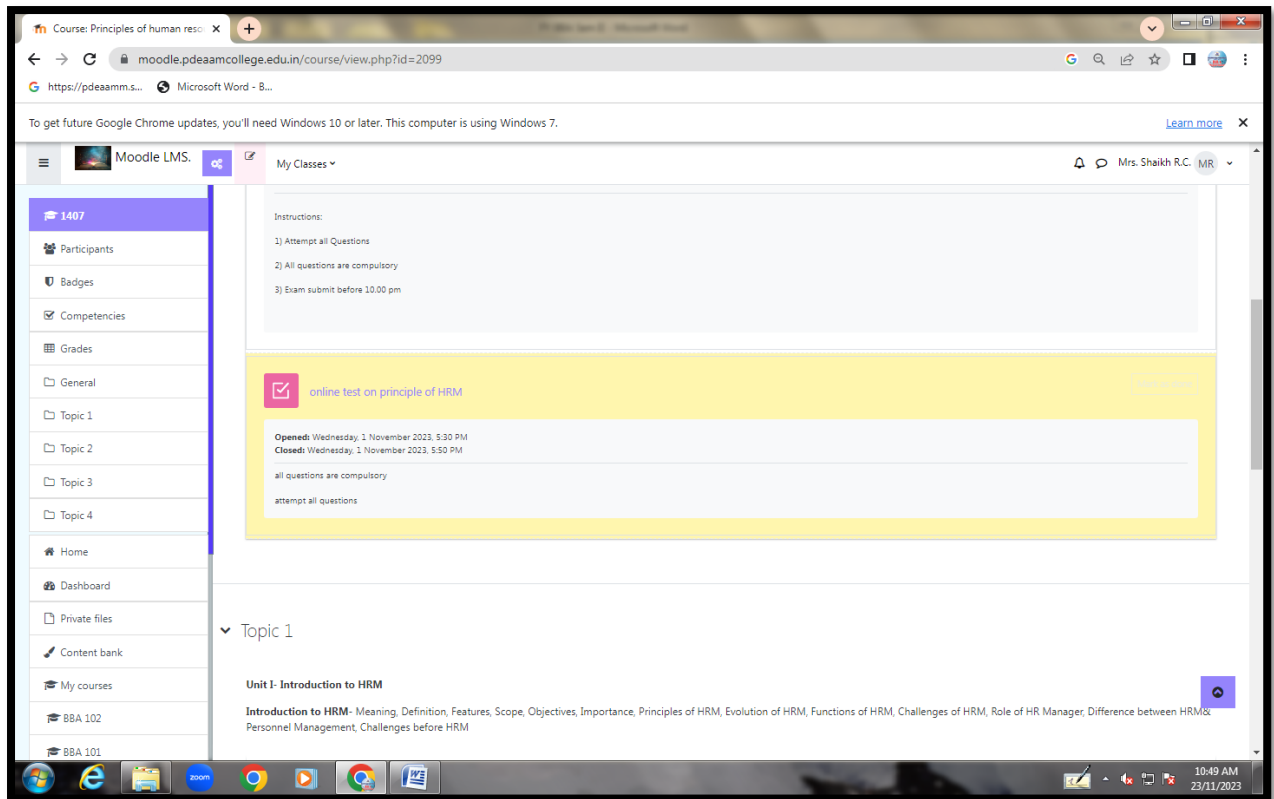 Course: Principles of human reso
moodle.pdeaamcollege.edu.in/course/view.php?id=2099
https://pdeaamm.s... Microsoft Word - B...
To get future Google Chrome updates, you'll need Windows 10 or later. This computer is using Windows 7.
Learn more
Moodle LMS.
My Classes
Mrs. Shaikh R.C. MR
1407
Participants
Badges
Competencies
Grades
General
Topic 1
Topic 2
Topic 3
Topic 4
Home
Dashboard
Private files
Content bank
My courses
BBA 102
BBA 101
Instructions:
1) Attempt all Questions
2) All questions are compulsory
3) Exam submit before 10.00 pm
online test on principle of HRM
Opened: Wednesday, 1 November 2023, 5:30 PM
Closed: Wednesday, 1 November 2023, 5:50 PM
all questions are compulsory
attempt all questions
Topic 1
Unit I- Introduction to HRM
Introduction to HRM- Meaning, Definition, Features, Scope, Objectives, Importance, Principles of HRM, Evolution of HRM, Functions of HRM, Challenges of HRM, Role of HR Manager, Difference between HRM&
Personnel Management, Challenges before HRM
zoom
10:49 AM
23/11/2023